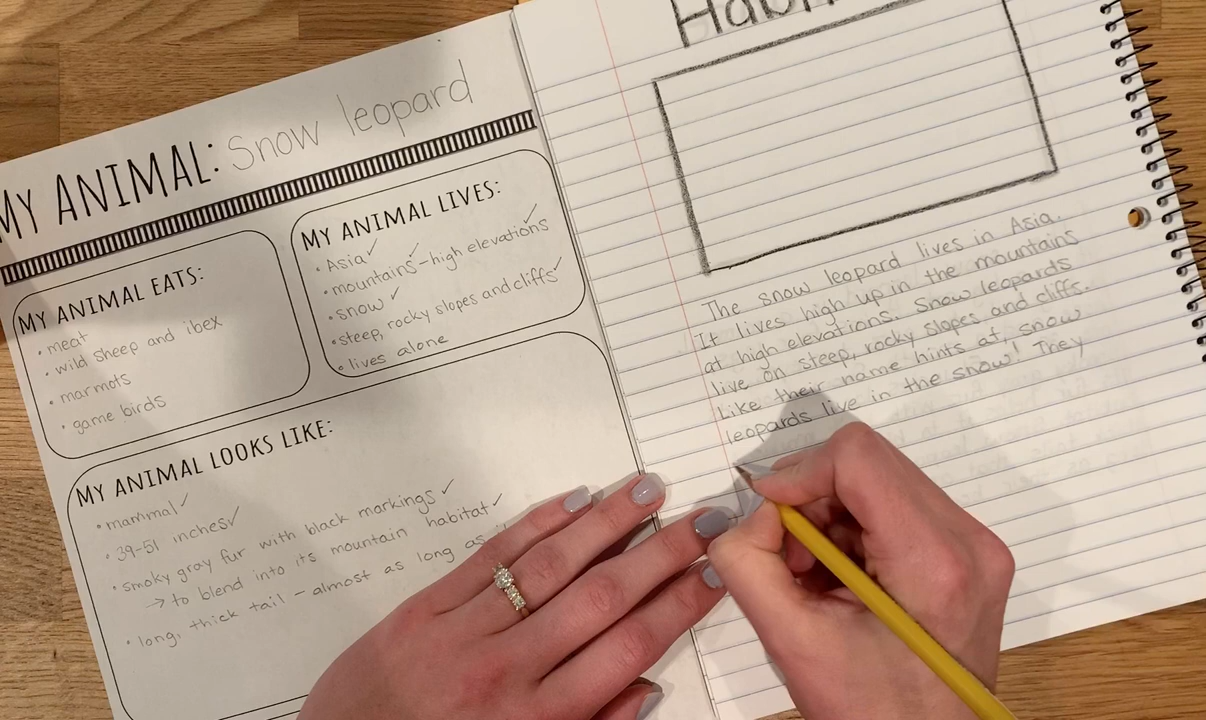 MY ANIMAL: Snow leopard
MY ANIMAL EATS:
• meat
• wild sheep and ibex
• marmots
• game birds
MY ANIMAL LIVES:
• Asia ✓
• mountains ✓ - high elevations ✓
• snow ✓
• steep, rocky slopes and cliffs ✓
• lives alone
MY ANIMAL LOOKS LIKE:
• mammal ✓
• 39-51 inches ✓
• smoky gray fur with black markings ✓
→ to blend into its mountain habitat ✓
• long, thick tail - almost as long as
The snow leopard lives in Asia.
It lives high up in the mountains
at high elevations. Snow leopards
live on steep, rocky slopes and cliffs.
Like their name hints at, snow
leopards live in the snow! They